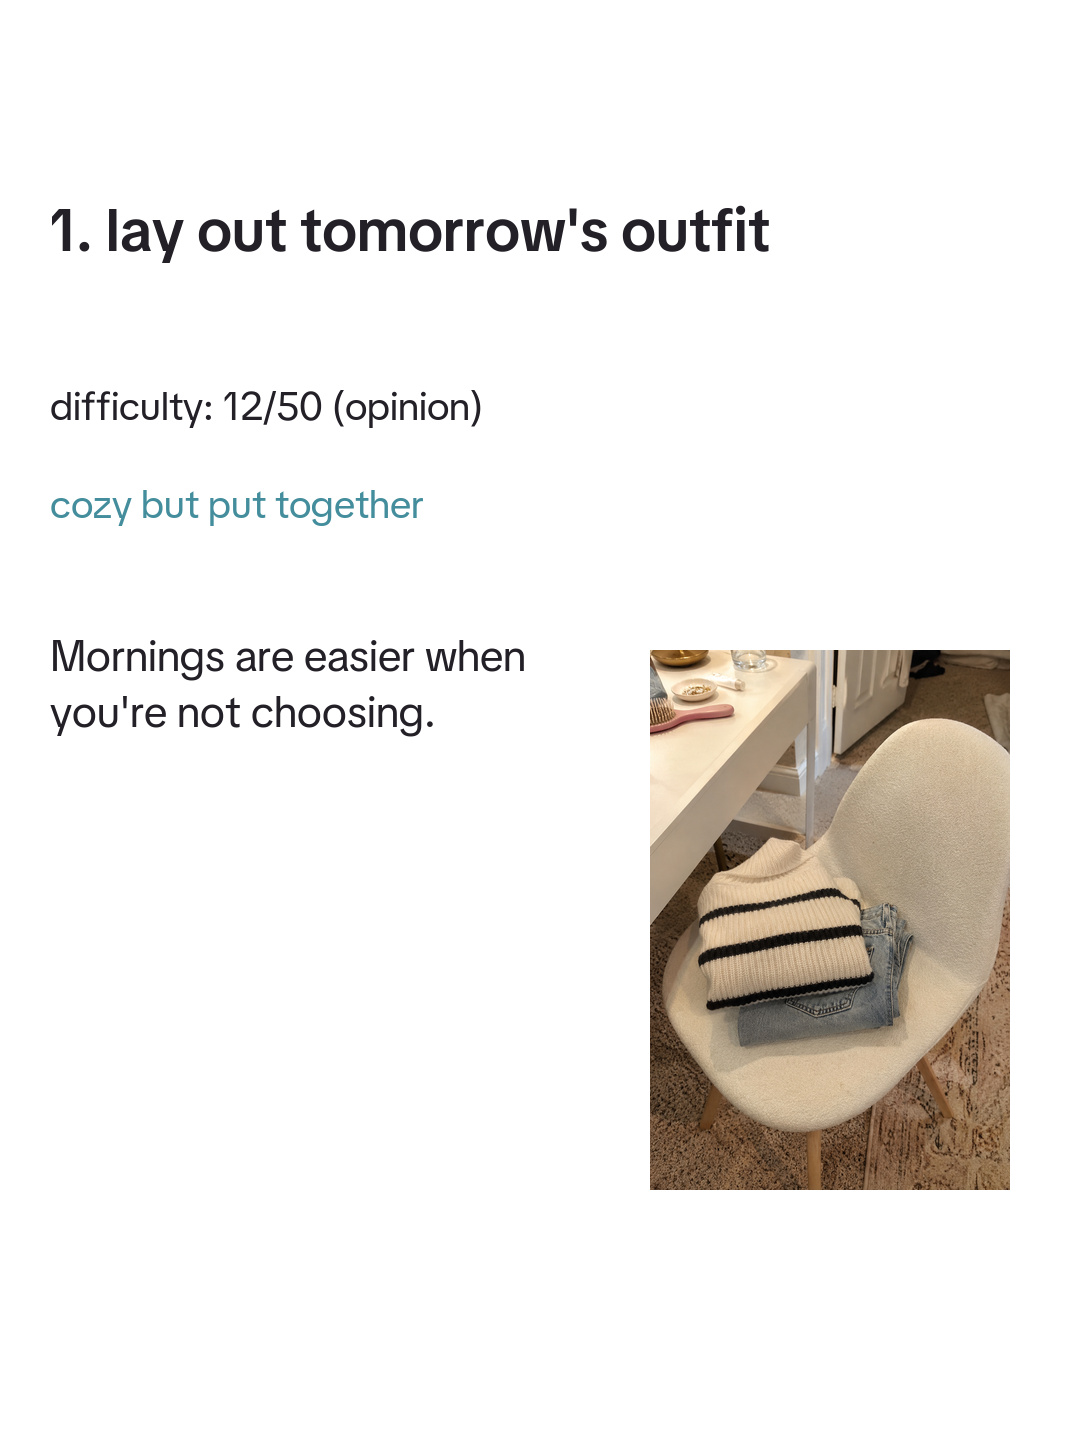 1. lay out tomorrow's outfit
difficulty: 12/50 (opinion)
cozy but put together
Mornings are easier when
you're not choosing.